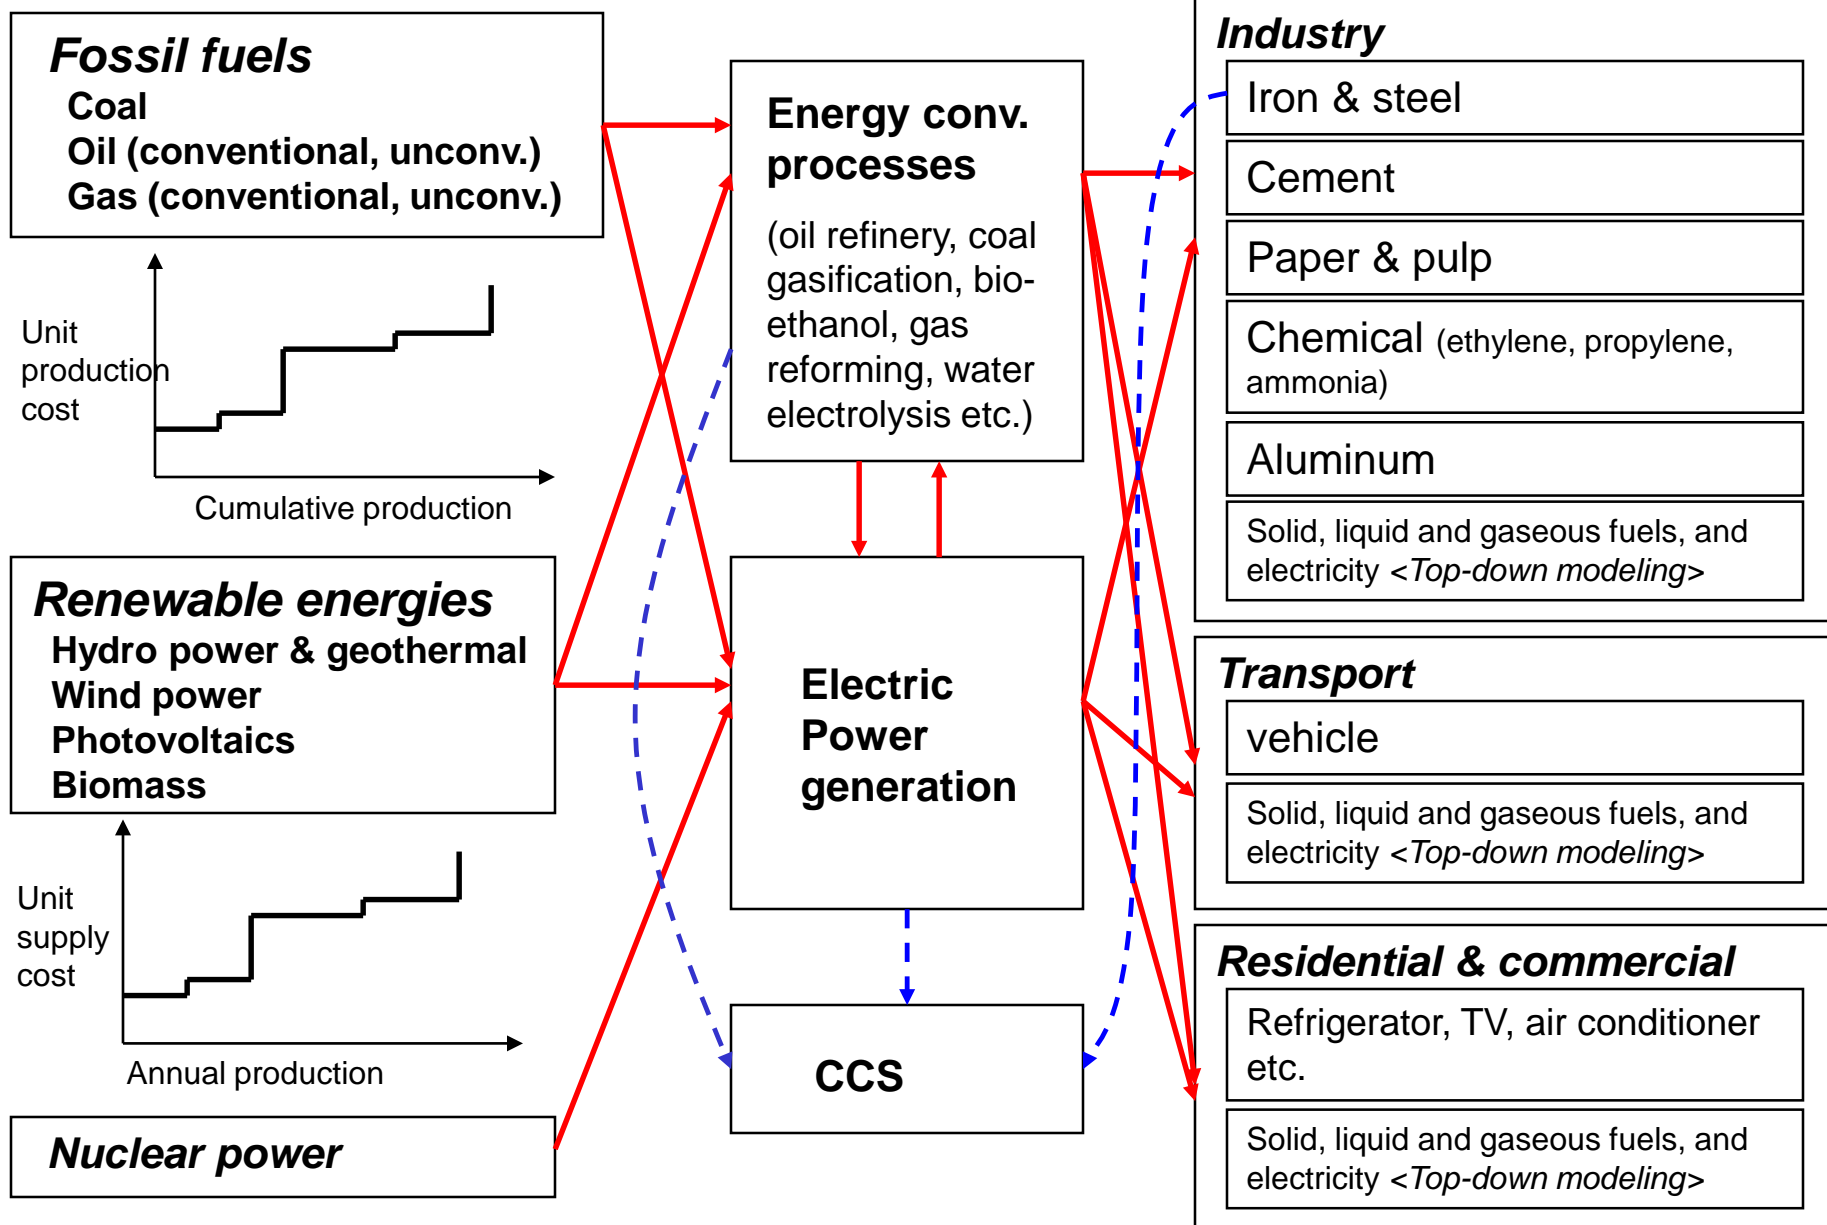 Fossil fuels
Coal
Oil (conventional, unconv.)
Gas (conventional, unconv.)
Unit
production
cost
Cumulative production
Renewable energies
Hydro power & geothermal
Wind power
Photovoltaics
Biomass
Unit
supply
cost
Annual production
Nuclear power
Energy conv.
processes
(oil refinery, coal
gasification, bio-
ethanol, gas
reforming, water
electrolysis etc.)
Electric
Power
generation
CCS
Industry
Iron & steel
Cement
Paper & pulp
Chemical (ethylene, propylene,
ammonia)
Aluminum
Solid, liquid and gaseous fuels, and
electricity <Top-down modeling>
Transport
vehicle
Solid, liquid and gaseous fuels, and
electricity <Top-down modeling>
Residential & commercial
Refrigerator, TV, air conditioner
etc.
Solid, liquid and gaseous fuels, and
electricity <Top-down modeling>